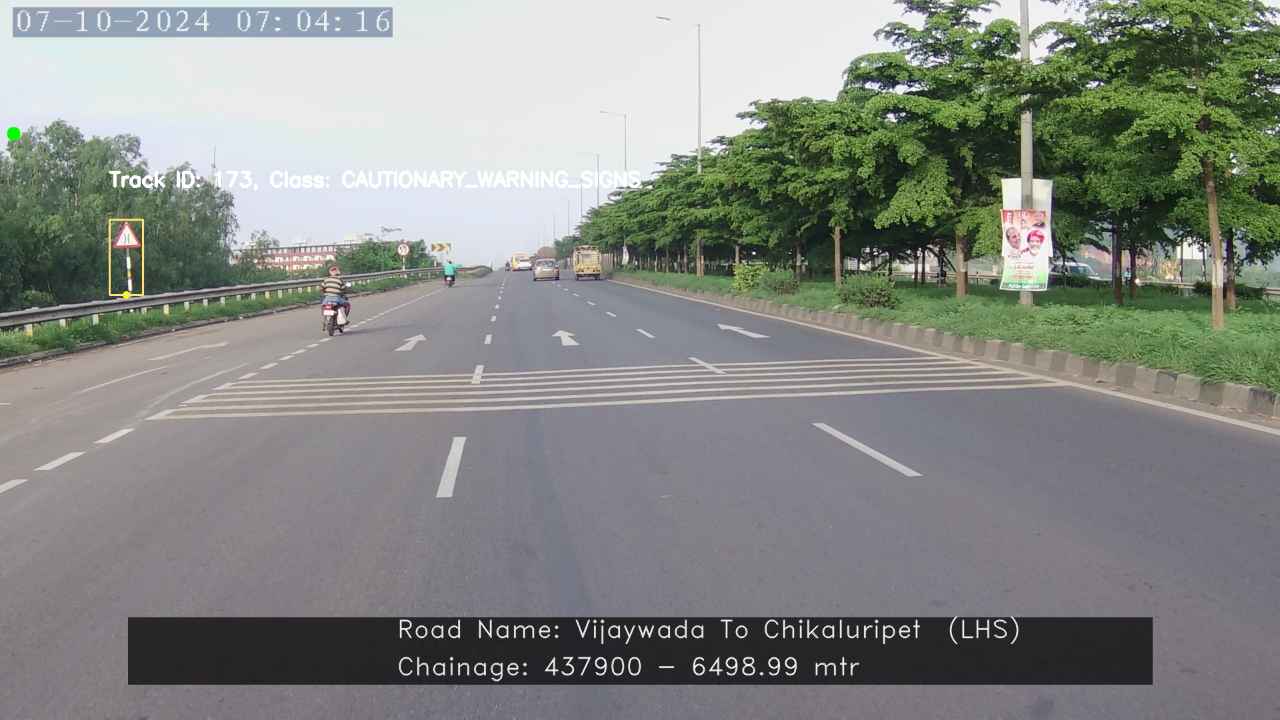 07-10-2024 07:04:16
Track ID: 173, Class: CAUTIONARY_WARNING_SIGNS
Road Name: Vijaywada To Chikaluripet (LHS)
Chainage: 437900 - 6498.99 mtr